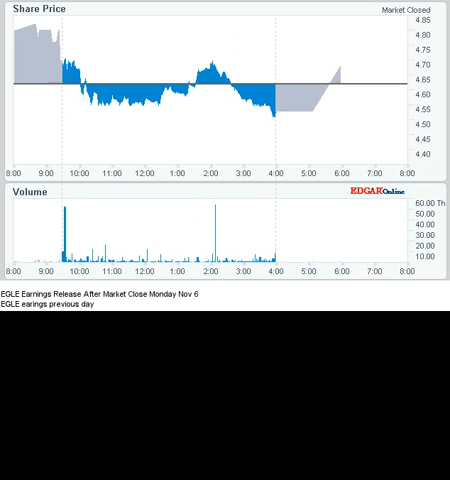 Share Price
Market Closed
4.85
4.80
4.75
4.70
4.65
4.60
4.55
4.50
4.45
4.40
8:00 9:00 10:00 11:00 12:00 1:00 2:00 3:00 4:00 5:00 6:00 7:00 8:00
Volume
EDGAR Online
60.00 Th
50.00
40.00
30.00
20.00
10.00
8:00 9:00 10:00 11:00 12:00 1:00 2:00 3:00 4:00 5:00 6:00 7:00 8:00
EGLE Earnings Release After Market Close Monday Nov 6
EGLE earings previous day